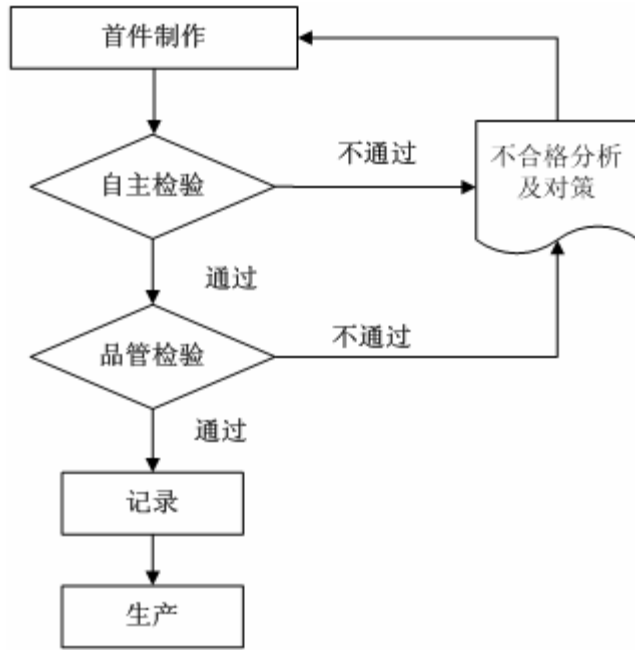 首件制作
不通过
不合格分析
及对策
自主检验
通过
不通过
品管检验
通过
记录
生产